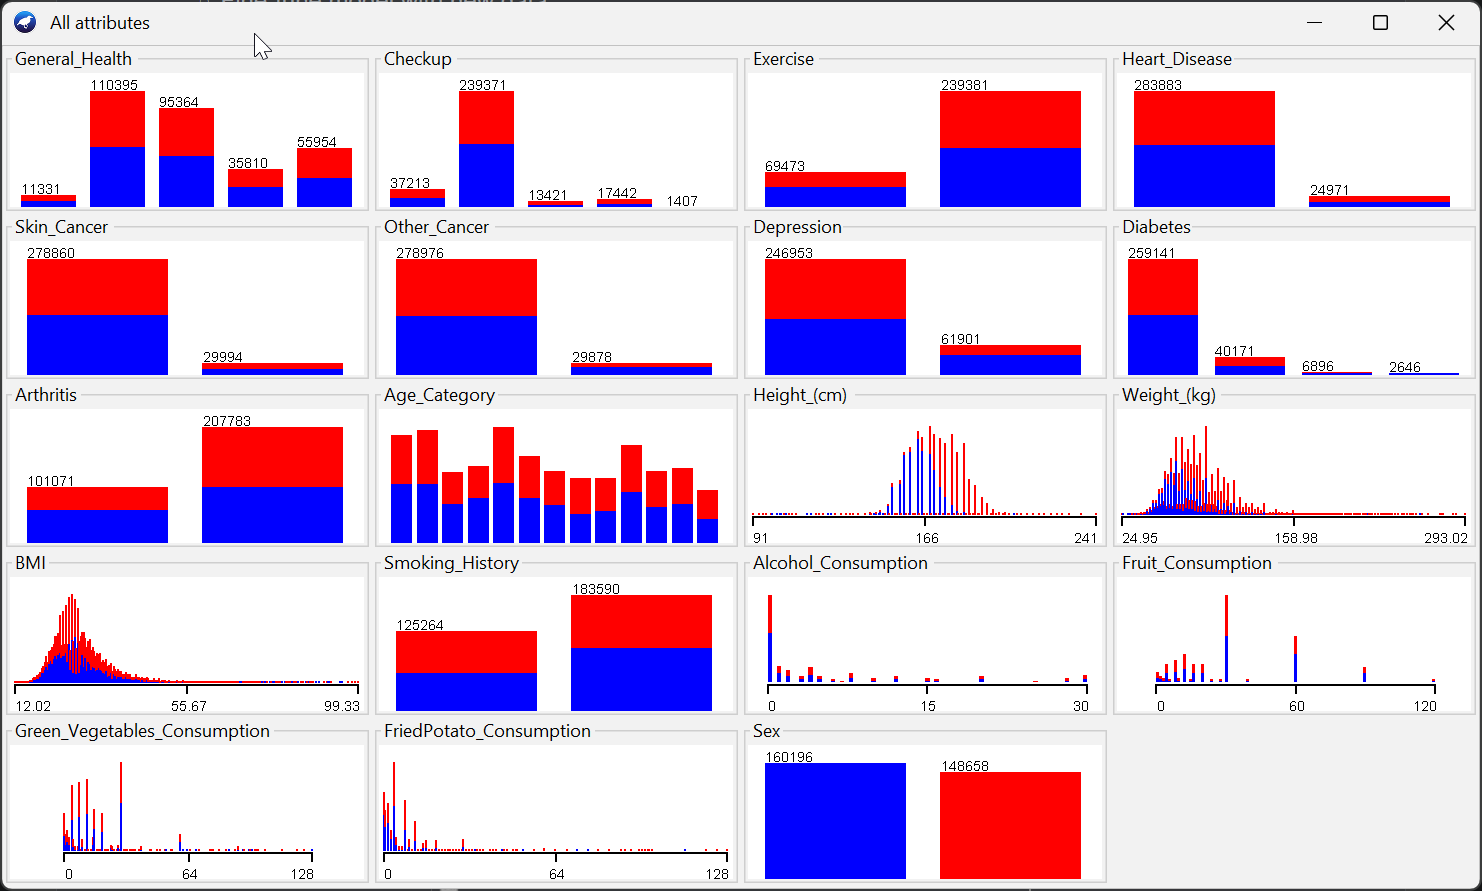 All attributes
General_Health
11331
110395
95364
35810
55954
Checkup
37213
239371
13421
17442
1407
Exercise
69473
239381
Heart_Disease
283883
24971
Skin_Cancer
278860
29994
Other_Cancer
278976
29878
Depression
246953
61901
Diabetes
259141
40171
6896
2646
Arthritis
101071
207783
Age_Category
Height_(cm)
91 166 241
Weight_(kg)
24.95 158.98 293.02
BMI
12.02 55.67 99.33
Smoking_History
125264
183590
Alcohol_Consumption
0 15 30
Fruit_Consumption
0 60 120
Green_Vegetables_Consumption
0 64 128
FriedPotato_Consumption
0 64 128
Sex
160196
148658